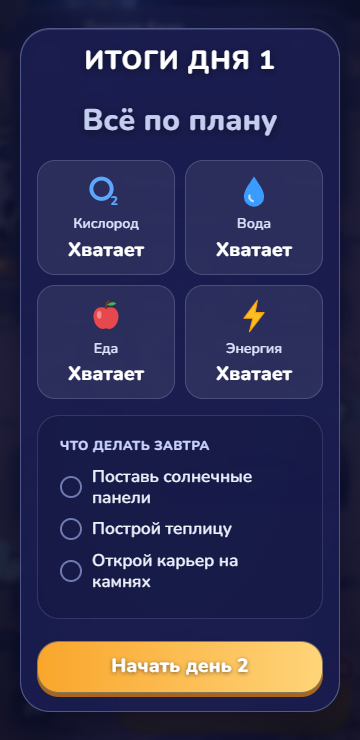 ИТОГИ ДНЯ 1
Всё по плану
O2
Кислород
Хватает
Вода
Хватает
Еда
Хватает
Энергия
Хватает
ЧТО ДЕЛАТЬ ЗАВТРА
Поставь солнечные
панели
Построй теплицу
Открой карьер на
камнях
Начать день 2